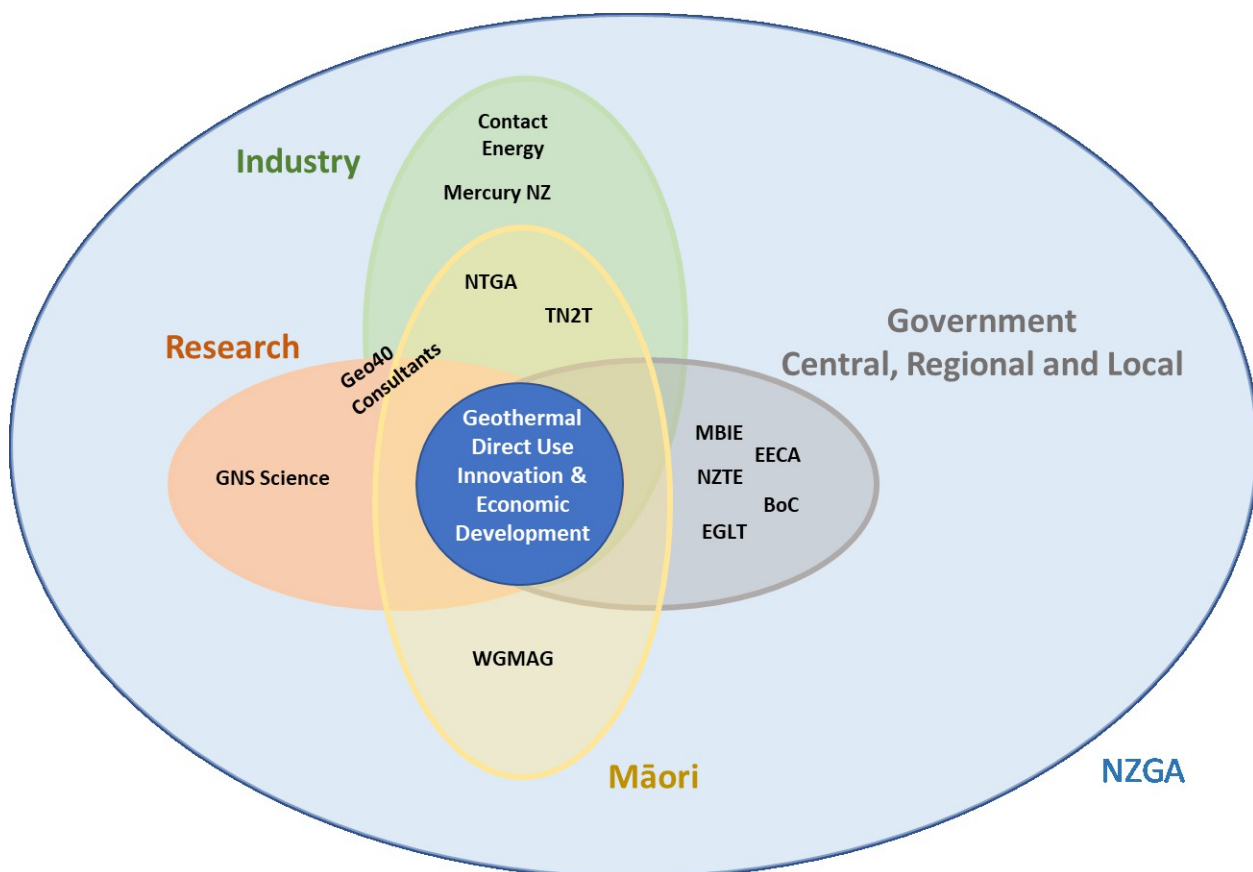 Contact
Energy
Industry
Mercury NZ
NTGA
TN2T
Government
Central, Regional and Local
Research
Geo40
Consultants
Geothermal
Direct Use
Innovation &
Economic
Development
MBIE
EECA
NZTE
BoC
EGLT
GNS Science
WGMAG
Māori
NZGA